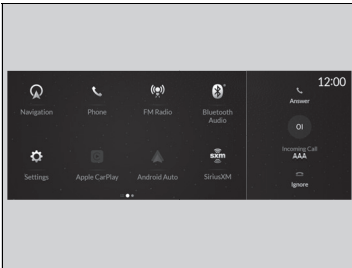 12:00
Navigation
Phone
FM Radio
Bluetooth
Audio
Answer
OI
Incoming Call
AAA
Settings
Apple CarPlay
Android Auto
sxm
SiriusXM
Ignore